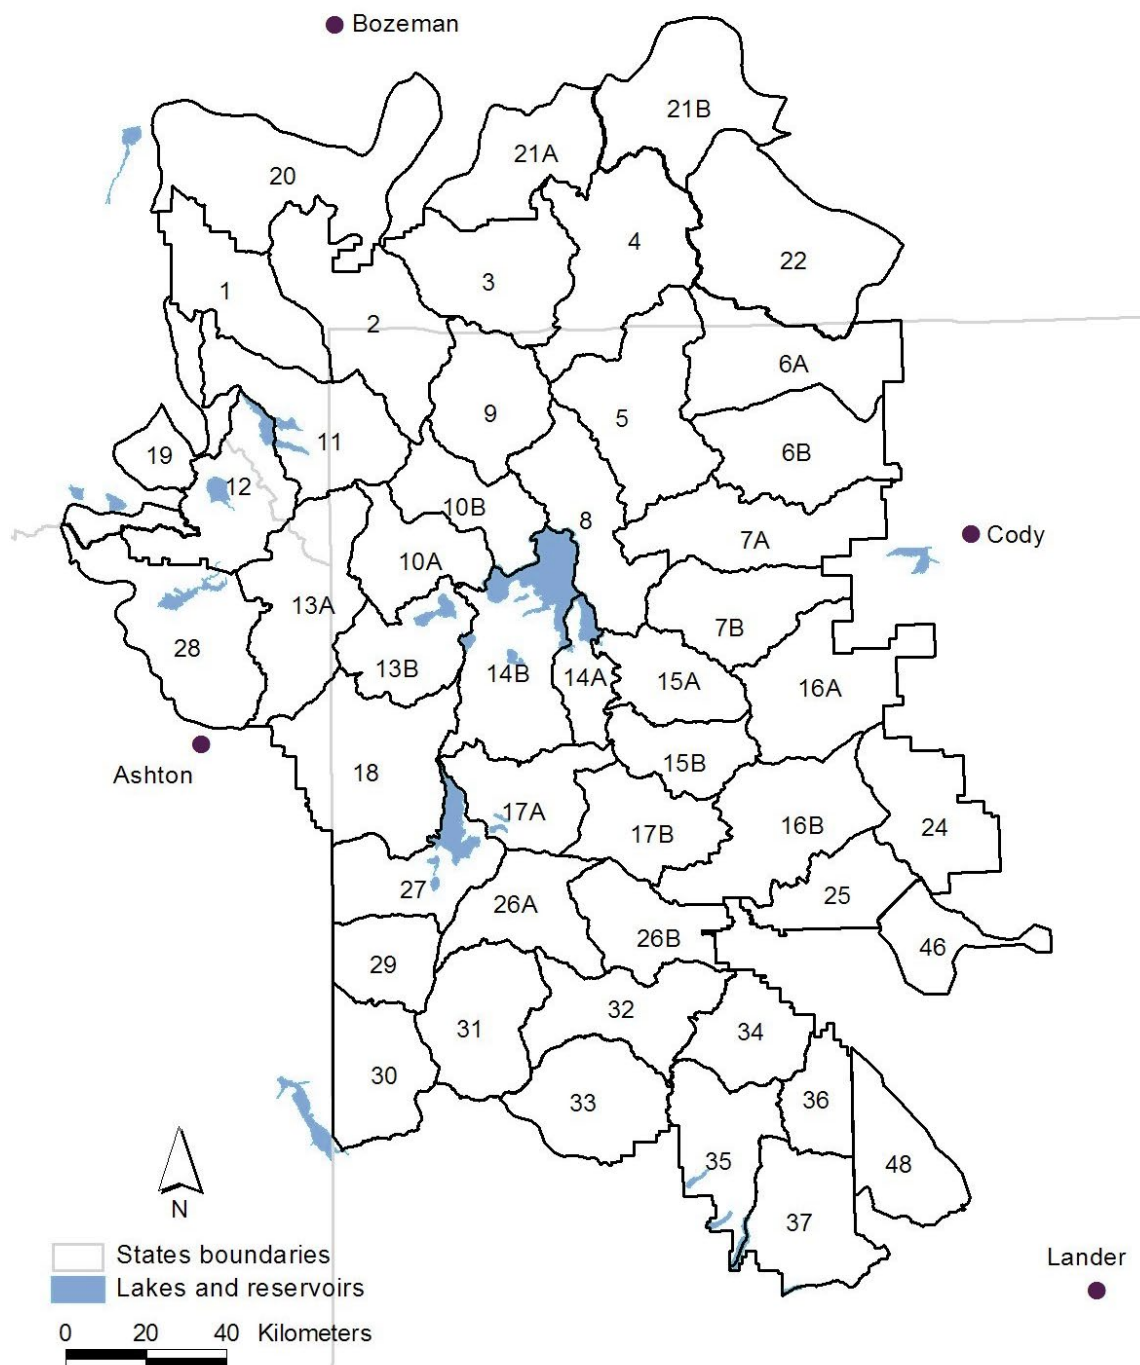 Bozeman
21B
21A
20
4
22
3
1
2
6A
9
5
11
6B
19
12
10B
8
7A
Cody
10A
13A
7B
28
13B
14B
14A
15A
16A
15B
18
Ashton
17A
17B
16B
24
27
26A
25
26B
46
29
32
31
34
30
33
36
35
48
N
37
States boundaries
Lander
Lakes and reservoirs
0 20 40 Kilometers